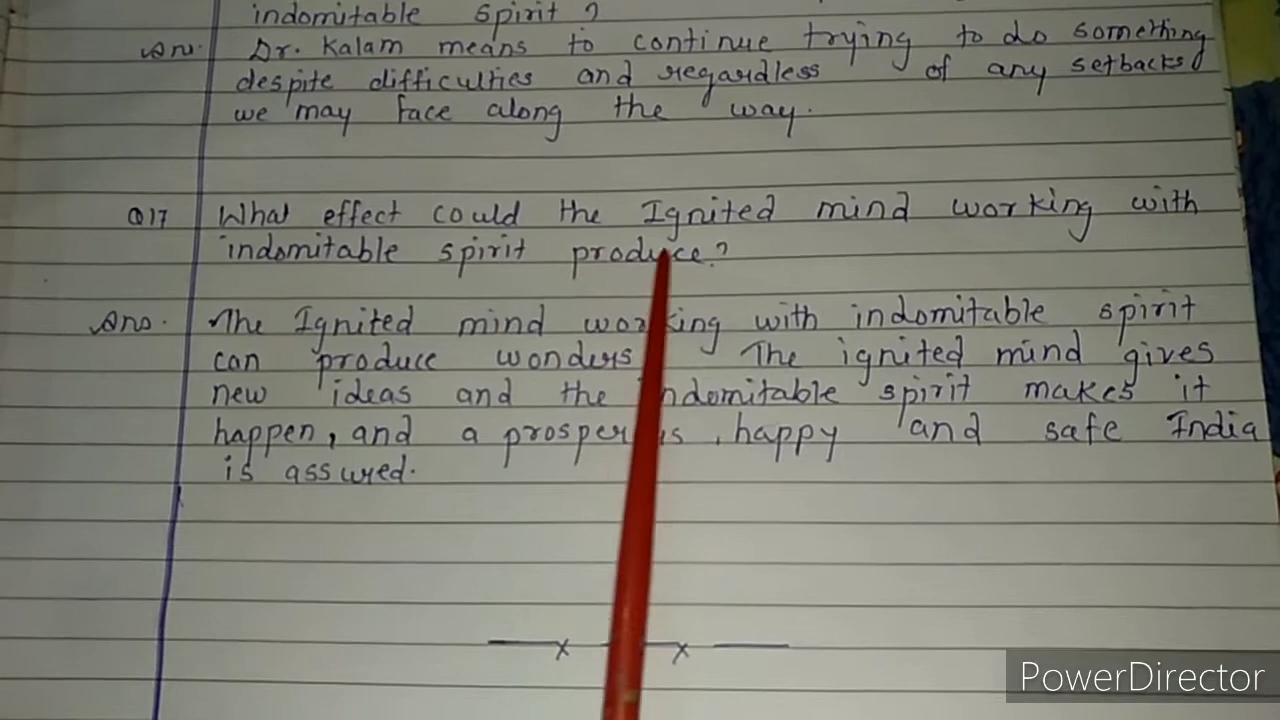 indomitable spirit ?
Ans. Dr. Kalam means to continue trying to do something
despite difficulties and regardless of any setbacks
we may face along the way.
Q17 What effect could the Ignited mind working with
indomitable spirit produce?
Ans. The Ignited mind working with indomitable spirit
can produce wonders The ignited mind gives
new ideas and the indomitable spirit makes it
happen, and a , happy and safe India
is assured.
PowerDirector